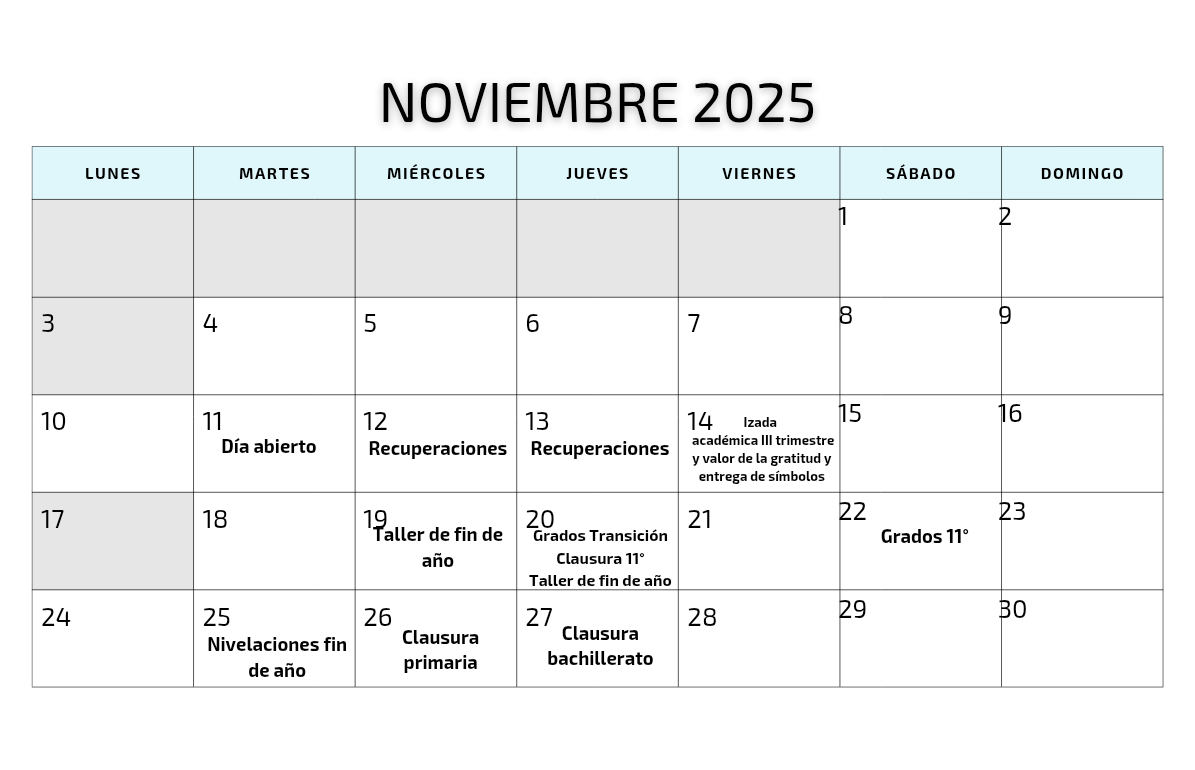 NOVIEMBRE 2025
LUNES MARTES MIÉRCOLES JUEVES VIERNES SÁBADO DOMINGO
1 2
3 4 5 6 7 8 9
10
11
Día abierto
12
Recuperaciones
13
Recuperaciones
14 Izada
académica III trimestre
y valor de la gratitud y
entrega de símbolos
15
16
17
18
19
Taller de fin de
año
20
Grados Transición
Clausura 11°
Taller de fin de año
21
22
Grados 11°
23
24
25
Nivelaciones fin
de año
26
Clausura
primaria
27
Clausura
bachillerato
28
29
30